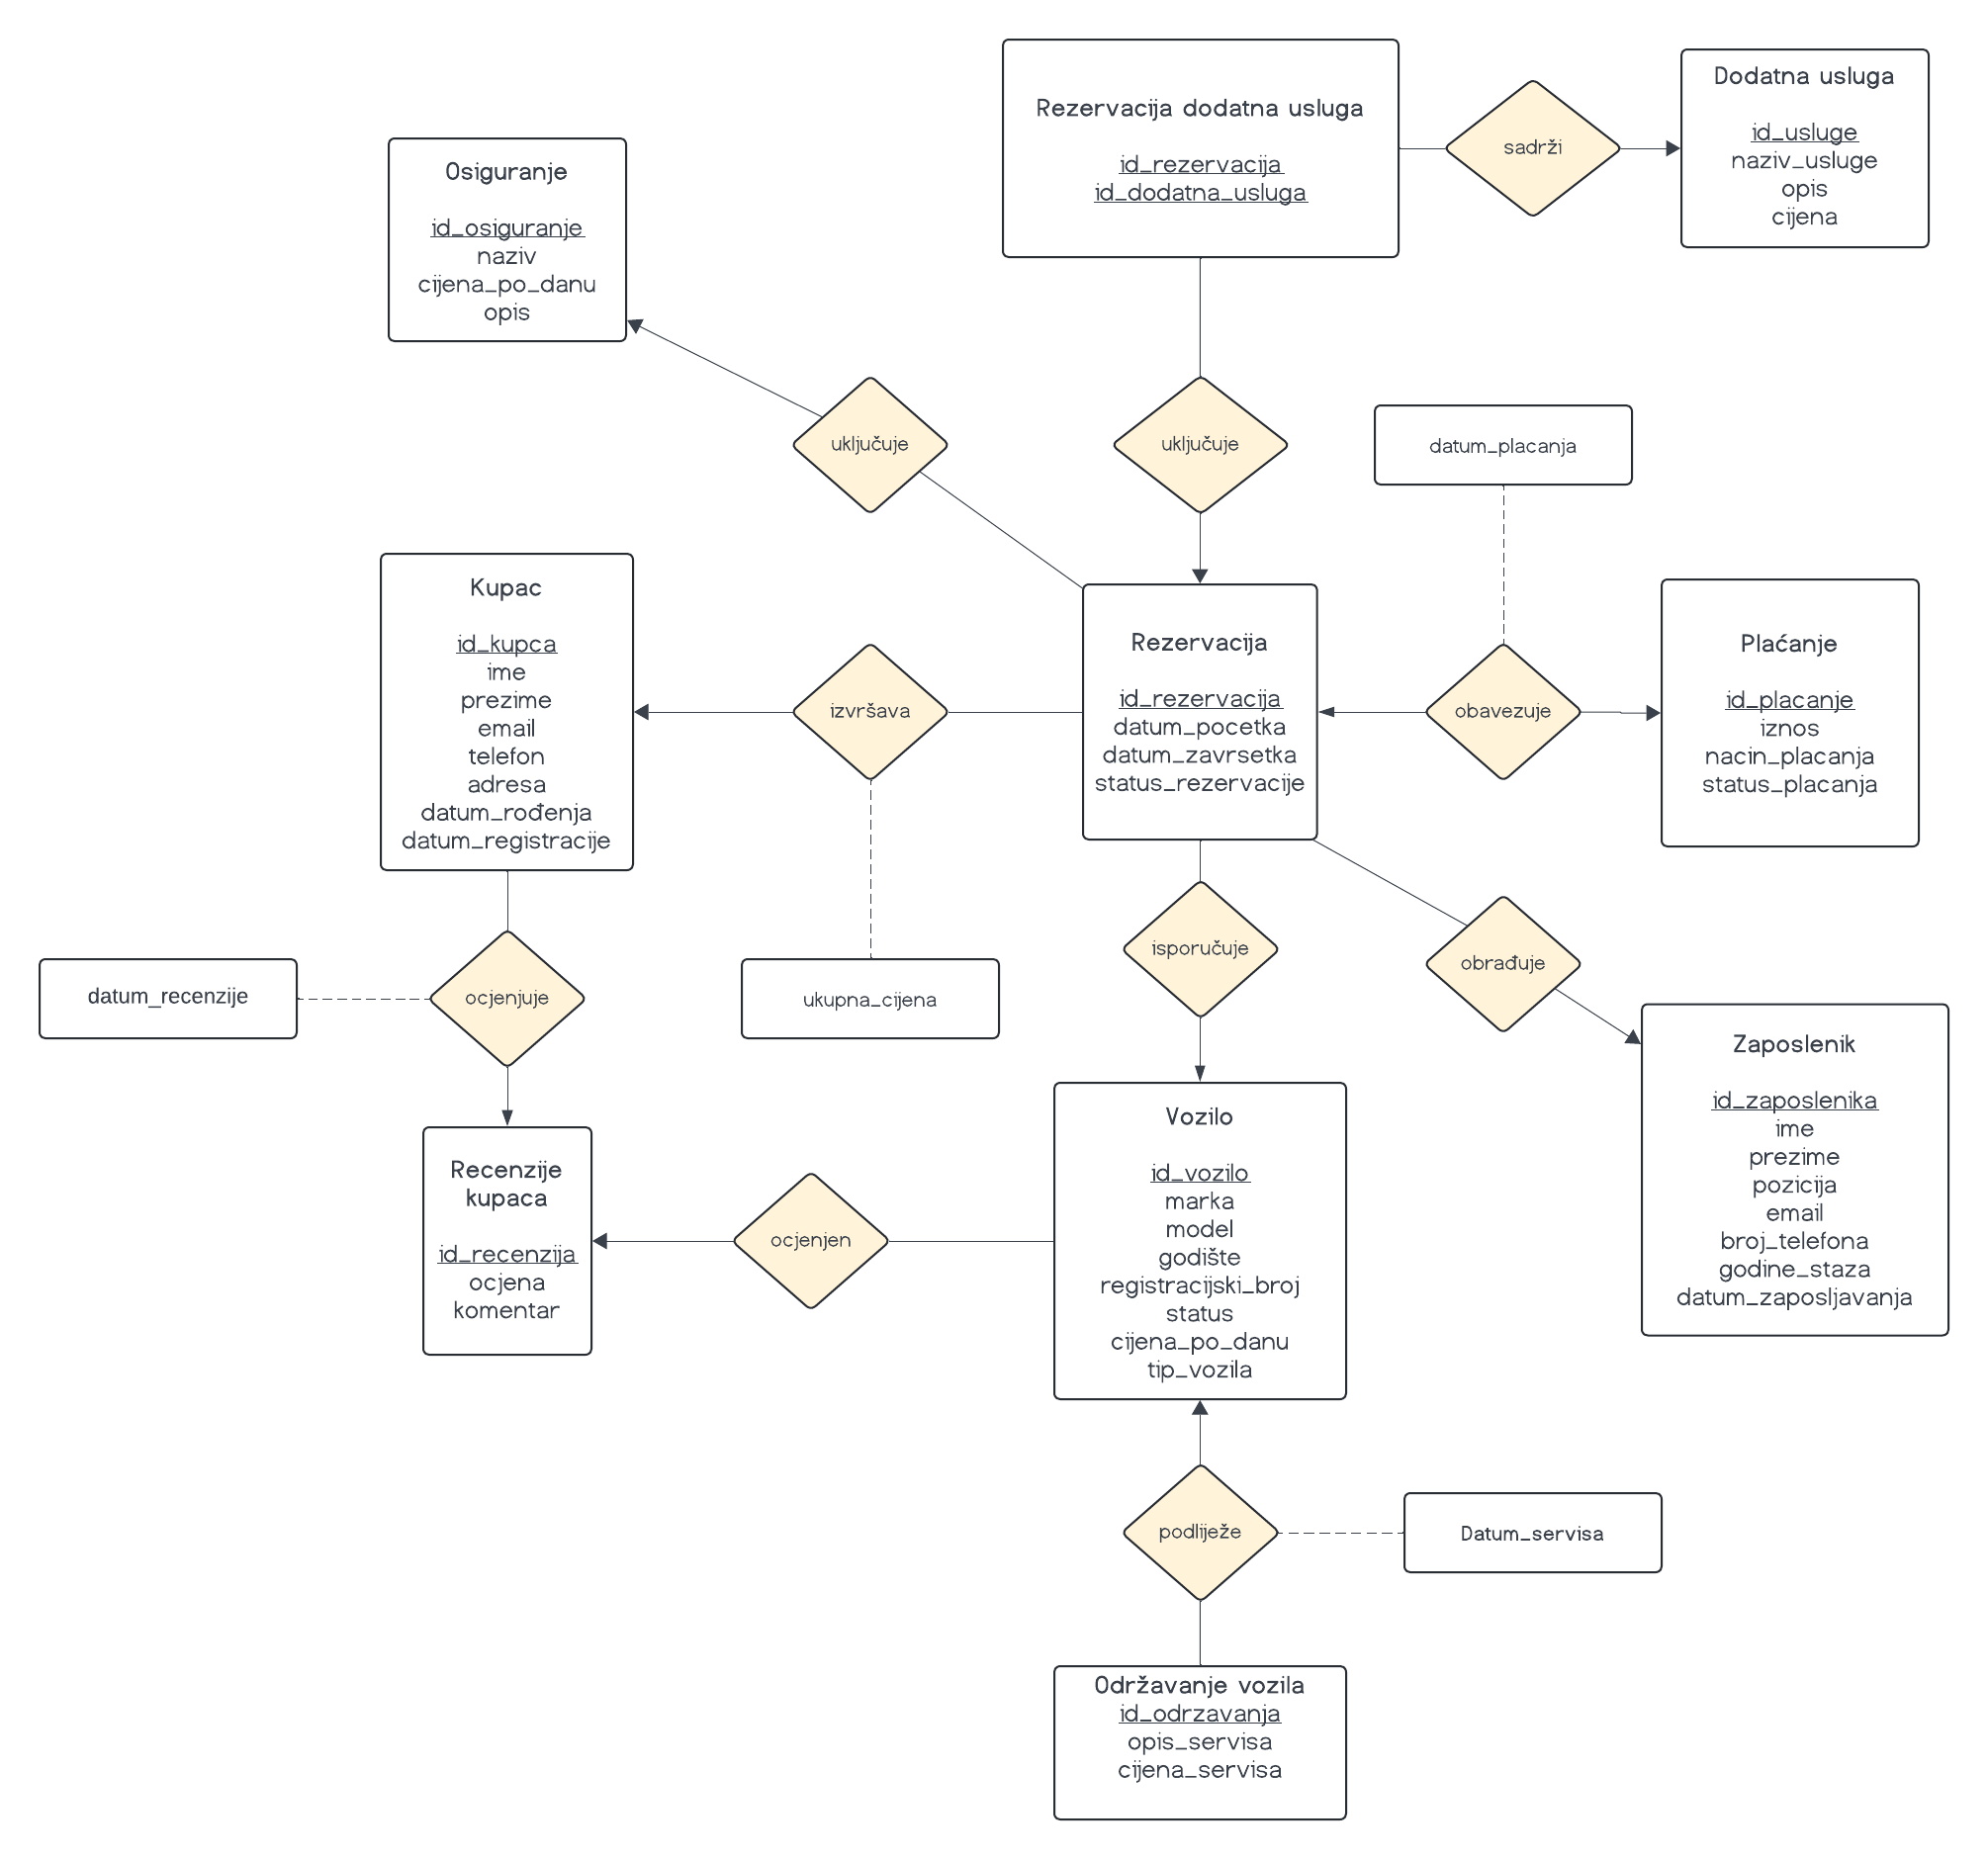 Rezervacija dodatna usluga
id_rezervacija
id_dodatna_usluga
sadrži
Dodatna usluga
id_usluge
naziv_usluge
opis
cijena
Osiguranje
id_osiguranje
naziv
cijena_po_danu
opis
uključuje
uključuje
datum_placanja
Kupac
id_kupca
ime
prezime
email
telefon
adresa
datum_rođenja
datum_registracije
izvršava
Rezervacija
id_rezervacija
datum_pocetka
datum_zavrsetka
status_rezervacije
obavezuje
Plaćanje
id_placanje
iznos
nacin_placanja
status_placanja
datum_recenzije
ocjenjuje
ukupna_cijena
isporučuje
obrađuje
Zaposlenik
id_zaposlenika
ime
prezime
pozicija
email
broj_telefona
godine_staza
datum_zaposljavanja
Recenzije
kupaca
id_recenzija
ocjena
komentar
ocjenjen
Vozilo
id_vozilo
marka
model
godište
registracijski_broj
status
cijena_po_danu
tip_vozila
podliježe
Datum_servisa
Održavanje vozila
id_odrzavanja
opis_servisa
cijena_servisa